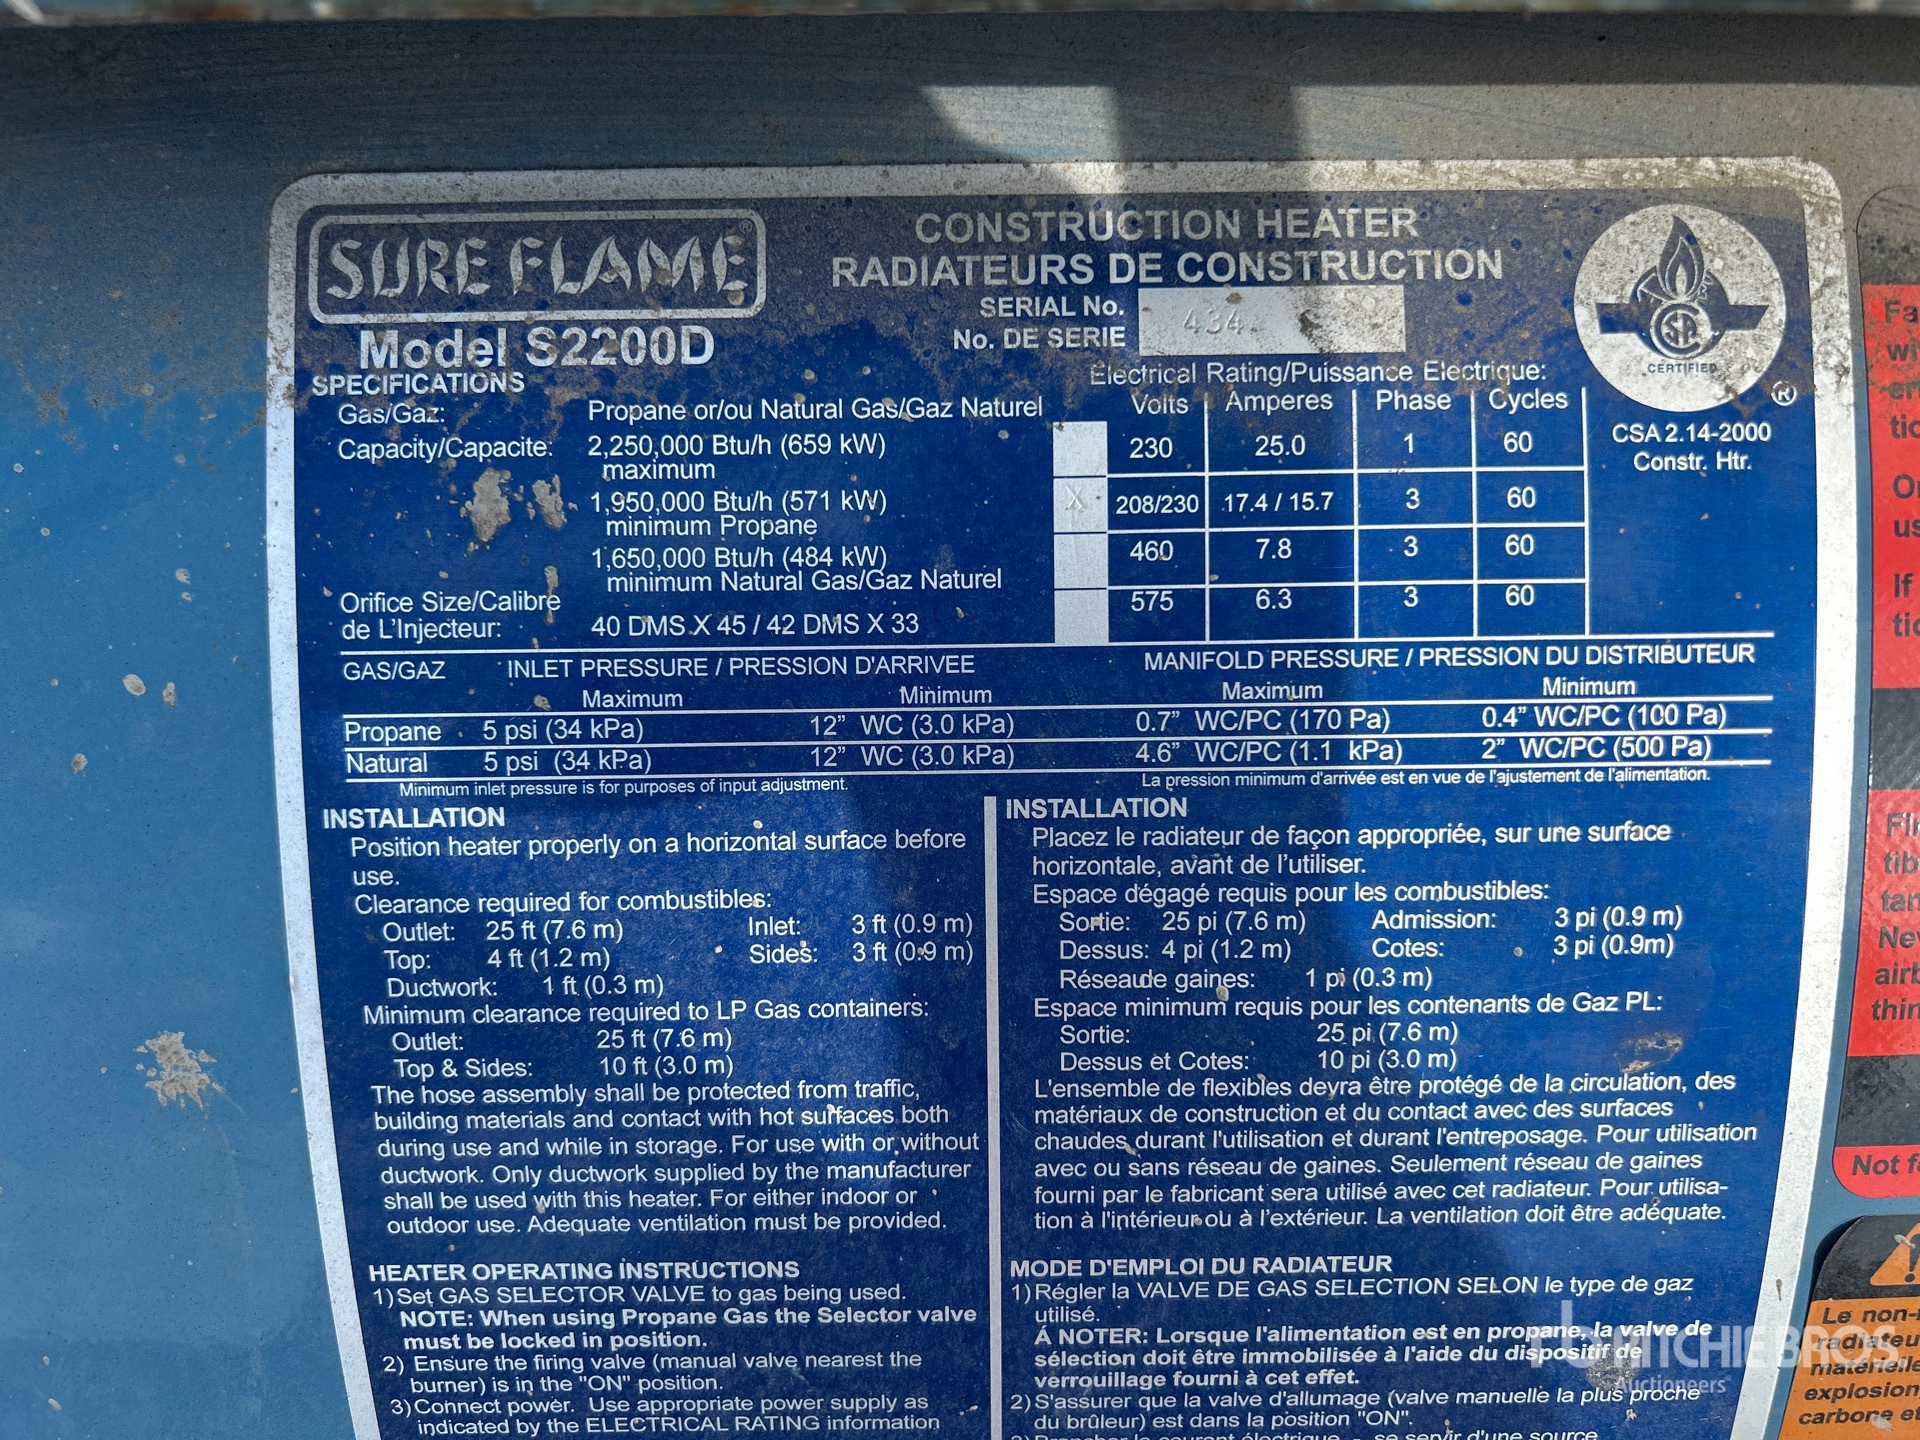 SURE FLAME®
CONSTRUCTION HEATER
RADIATEURS DE CONSTRUCTION
SERIAL No.
No. DE SERIE
434
Model S2200D
SPECIFICATIONS
Gas/Gaz: Propane or/ou Natural Gas/Gaz Naturel
Capacity/Capacite: 2,250,000 Btu/h (659 kW)
maximum
1,950,000 Btu/h (571 kW)
minimum Propane
1,650,000 Btu/h (484 kW)
minimum Natural Gas/Gaz Naturel
Orifice Size/Calibre
de L'Injecteur: 40 DMS X 45 / 42 DMS X 33
Electrical Rating/Puissance Electrique:
Volts Amperes Phase Cycles
230 25.0 1 60
X 208/230 17.4 / 15.7 3 60
460 7.8 3 60
575 6.3 3 60
CERTIFIED
®
CSA 2.14-2000
Constr. Htr.
GAS/GAZ INLET PRESSURE / PRESSION D'ARRIVEE MANIFOLD PRESSURE / PRESSION DU DISTRIBUTEUR
Maximum Minimum Maximum Minimum
Propane 5 psi (34 kPa) 12” WC (3.0 kPa) 0.7” WC/PC (170 Pa) 0.4” WC/PC (100 Pa)
Natural 5 psi (34 kPa) 12” WC (3.0 kPa) 4.6” WC/PC (1.1 kPa) 2” WC/PC (500 Pa)
Minimum inlet pressure is for purposes of input adjustment. La pression minimum d'arrivée est en vue de l'ajustement de l'alimentation.
INSTALLATION
Position heater properly on a horizontal surface before
use.
Clearance required for combustibles:
Outlet: 25 ft (7.6 m) Inlet: 3 ft (0.9 m)
Top: 4 ft (1.2 m) Sides: 3 ft (0.9 m)
Ductwork: 1 ft (0.3 m)
Minimum clearance required to LP Gas containers:
Outlet: 25 ft (7.6 m)
Top & Sides: 10 ft (3.0 m)
The hose assembly shall be protected from traffic,
building materials and contact with hot surfaces both
during use and while in storage. For use with or without
ductwork. Only ductwork supplied by the manufacturer
shall be used with this heater. For either indoor or
outdoor use. Adequate ventilation must be provided.
HEATER OPERATING INSTRUCTIONS
1) Set GAS SELECTOR VALVE to gas being used.
NOTE: When using Propane Gas the Selector valve
must be locked in position.
2) Ensure the firing valve (manual valve nearest the
burner) is in the "ON" position.
3) Connect power. Use appropriate power supply as
indicated by the ELECTRICAL RATING information
INSTALLATION
Placez le radiateur de façon appropriée, sur une surface
horizontale, avant de l'utiliser.
Espace dégagé requis pour les combustibles:
Sortie: 25 pi (7.6 m) Admission: 3 pi (0.9 m)
Dessus: 4 pi (1.2 m) Cotes: 3 pi (0.9m)
Réseaude gaines: 1 pi (0.3 m)
Espace minimum requis pour les contenants de Gaz PL:
Sortie: 25 pi (7.6 m)
Dessus et Cotes: 10 pi (3.0 m)
L'ensemble de flexibles devra être protégé de la circulation, des
matériaux de construction et du contact avec des surfaces
chaudes durant l'utilisation et durant l'entreposage. Pour utilisation
avec ou sans réseau de gaines. Seulement réseau de gaines
fourni par le fabricant sera utilisé avec cet radiateur. Pour utilisa-
tion à l'intérieur où à l'extérieur. La ventilation doit être adéquate.
MODE D'EMPLOI DU RADIATEUR
1) Régler la VALVE DE GAS SELECTION SELON le type de gaz
utilisé.
Á NOTER: Lorsque l'alimentation est en propane, la valve de
sélection doit être immobilisée à l'aide du dispositif de
verrouillage fourni à cet effet.
2) S'assurer que la valve d'allumage (valve manuelle la plus proche
du brûleur) est dans la position "ON".
se servir d'une source
Not f
Le non-
radiateu
matérielle
explosion
carbone et
RITCHIE BROS
Auctioneers